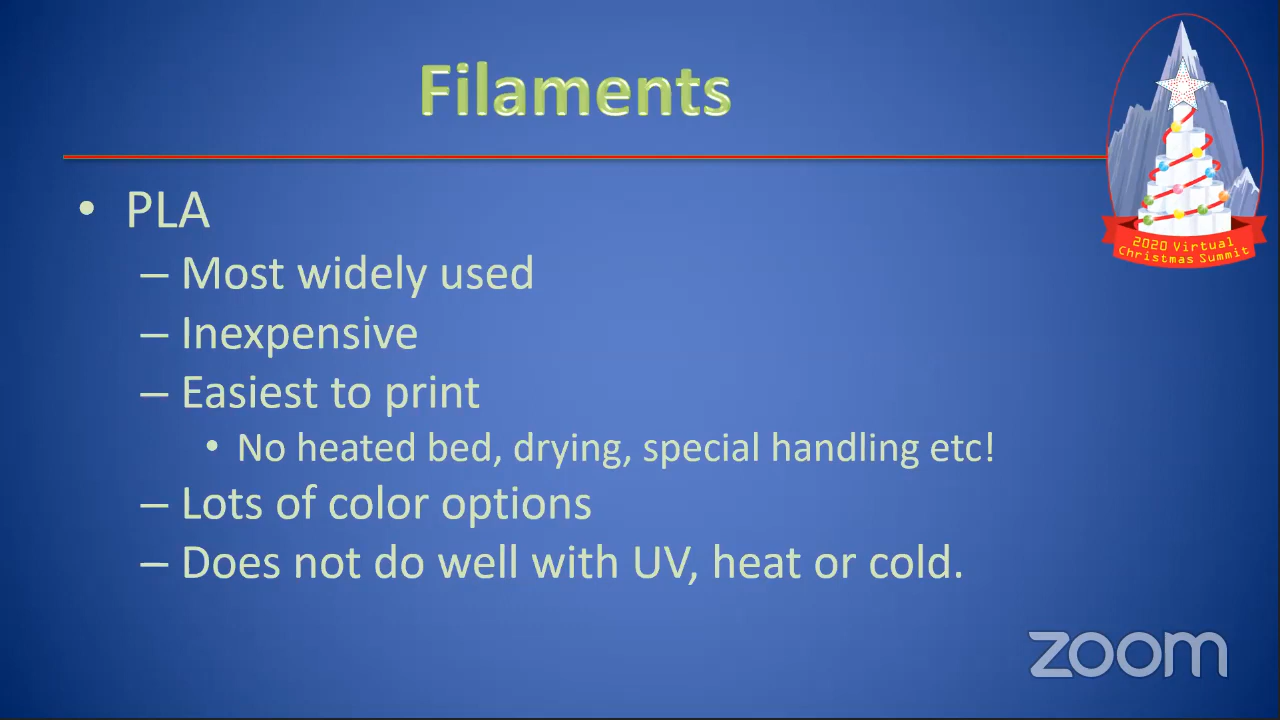 Filaments
2020 Virtual
Christmas Summit
• PLA
– Most widely used
– Inexpensive
– Easiest to print
• No heated bed, drying, special handling etc!
– Lots of color options
– Does not do well with UV, heat or cold.
zoom